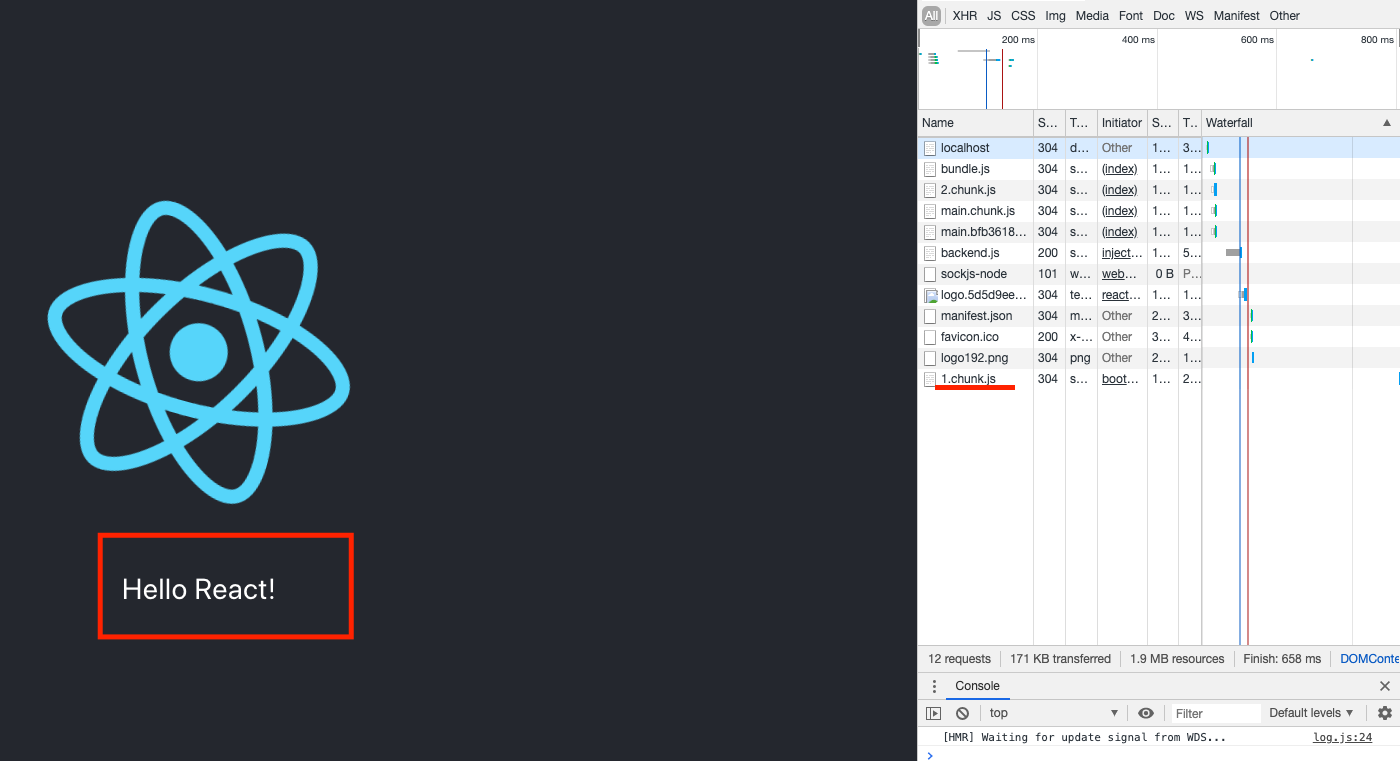 Hello React!
All XHR JS CSS Img Media Font Doc WS Manifest Other
200 ms 400 ms 600 ms 800 ms
Name S... T... Initiator S... T.. Waterfall
localhost 304 d... Other 1... 3...
bundle.js 304 s... (index) 1... 1...
2.chunk.js 304 s... (index) 1... 1...
main.chunk.js 304 s... (index) 1... 1...
main.bfb3618... 304 s... (index) 1... 1...
backend.js 200 s... inject... 1... 5...
sockjs-node 101 w... web... 0 B P...
logo.5d5d9ee... 304 te... react... 1... 1...
manifest.json 304 m... Other 2... 3...
favicon.ico 200 x-... Other 3... 4...
logo192.png 304 png Other 2... 1...
1.chunk.js 304 s... boot... 1... 2...
12 requests 171 KB transferred 1.9 MB resources Finish: 658 ms DOMConte
Console
top Filter Default levels
[HMR] Waiting for update signal from WDS... log.js:24